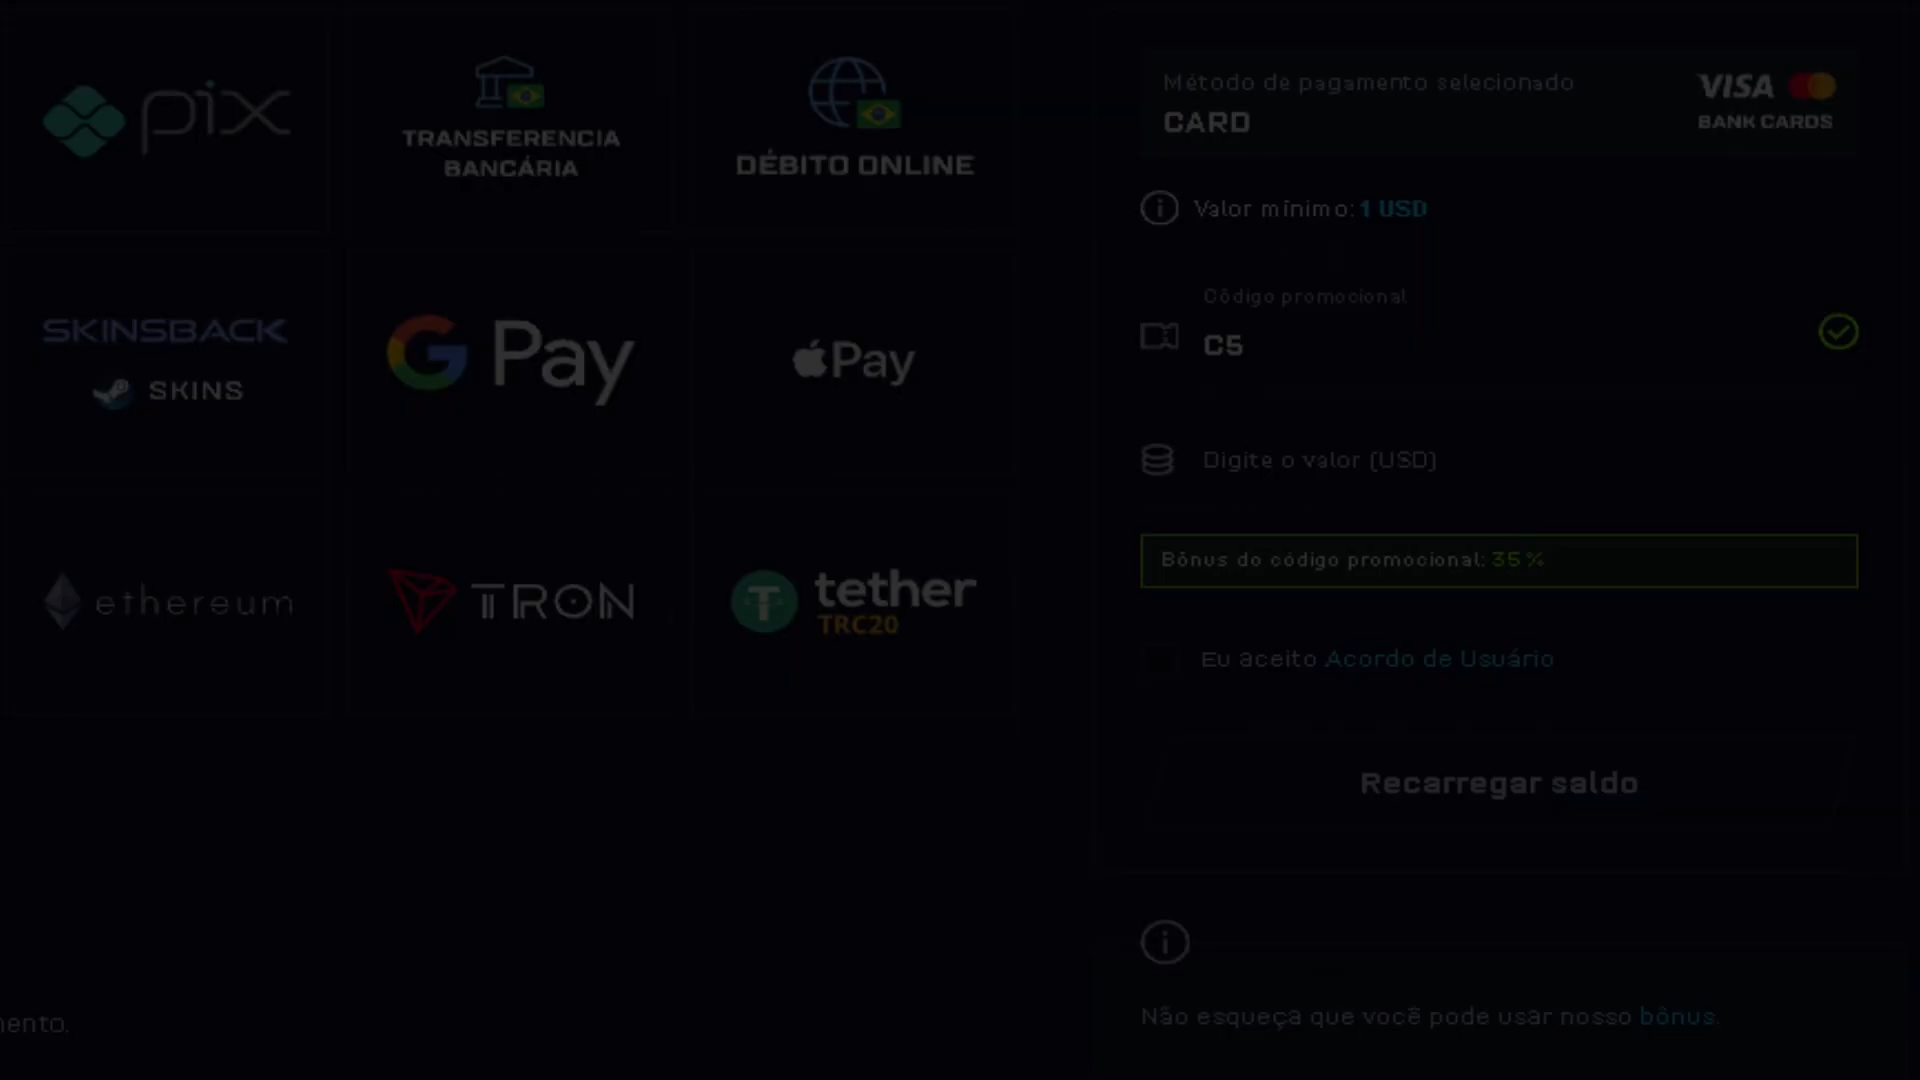 pix
TRANSFERENCIA
BANCÁRIA
DÉBITO ONLINE
SKINSBACK
SKINS
G Pay
Pay
ethereum
TRON
tether
TRC20
Método de pagamento selecionado
CARD
VISA
BANK CARDS
Valor mínimo: 1 USD
Código promocional
C5
Digite o valor (USD)
Bônus do código promocional: 35%
Eu aceito Acordo de Usuário
Recarregar saldo
Não esqueça que você pode usar nosso bônus.
mento.